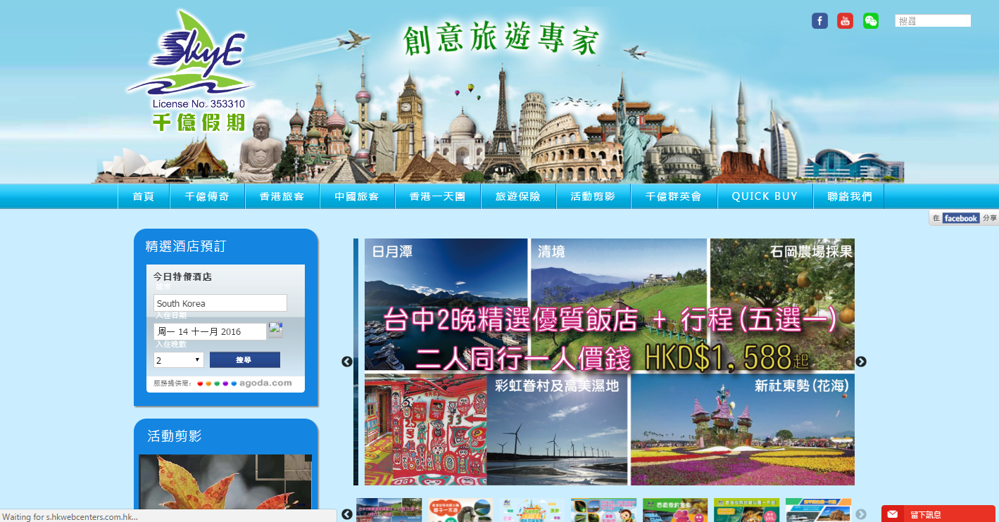 SkyE
License No. 353310
千億假期
創意旅遊專家
搜尋
首頁 千億傳奇 香港旅客 中國旅客 香港一天團 旅遊保險 活動剪影 千億群英會 QUICK BUY 聯絡我們
在 facebook 分享
精選酒店預訂
今日特價酒店
城市
South Korea
入住日期
周一 14 十一月 2016
入住晚數
2 搜尋
服務提供商: agoda.com
活動剪影
日月潭 清境 石岡農場採果
台中2晚精選優質飯店 + 行程(五選一)
二人同行一人價錢 HKD$1,588起
彩虹眷村及高美濕地 新社東勢(花海)
留下訊息
Waiting for s.hkwebcenters.com.hk...